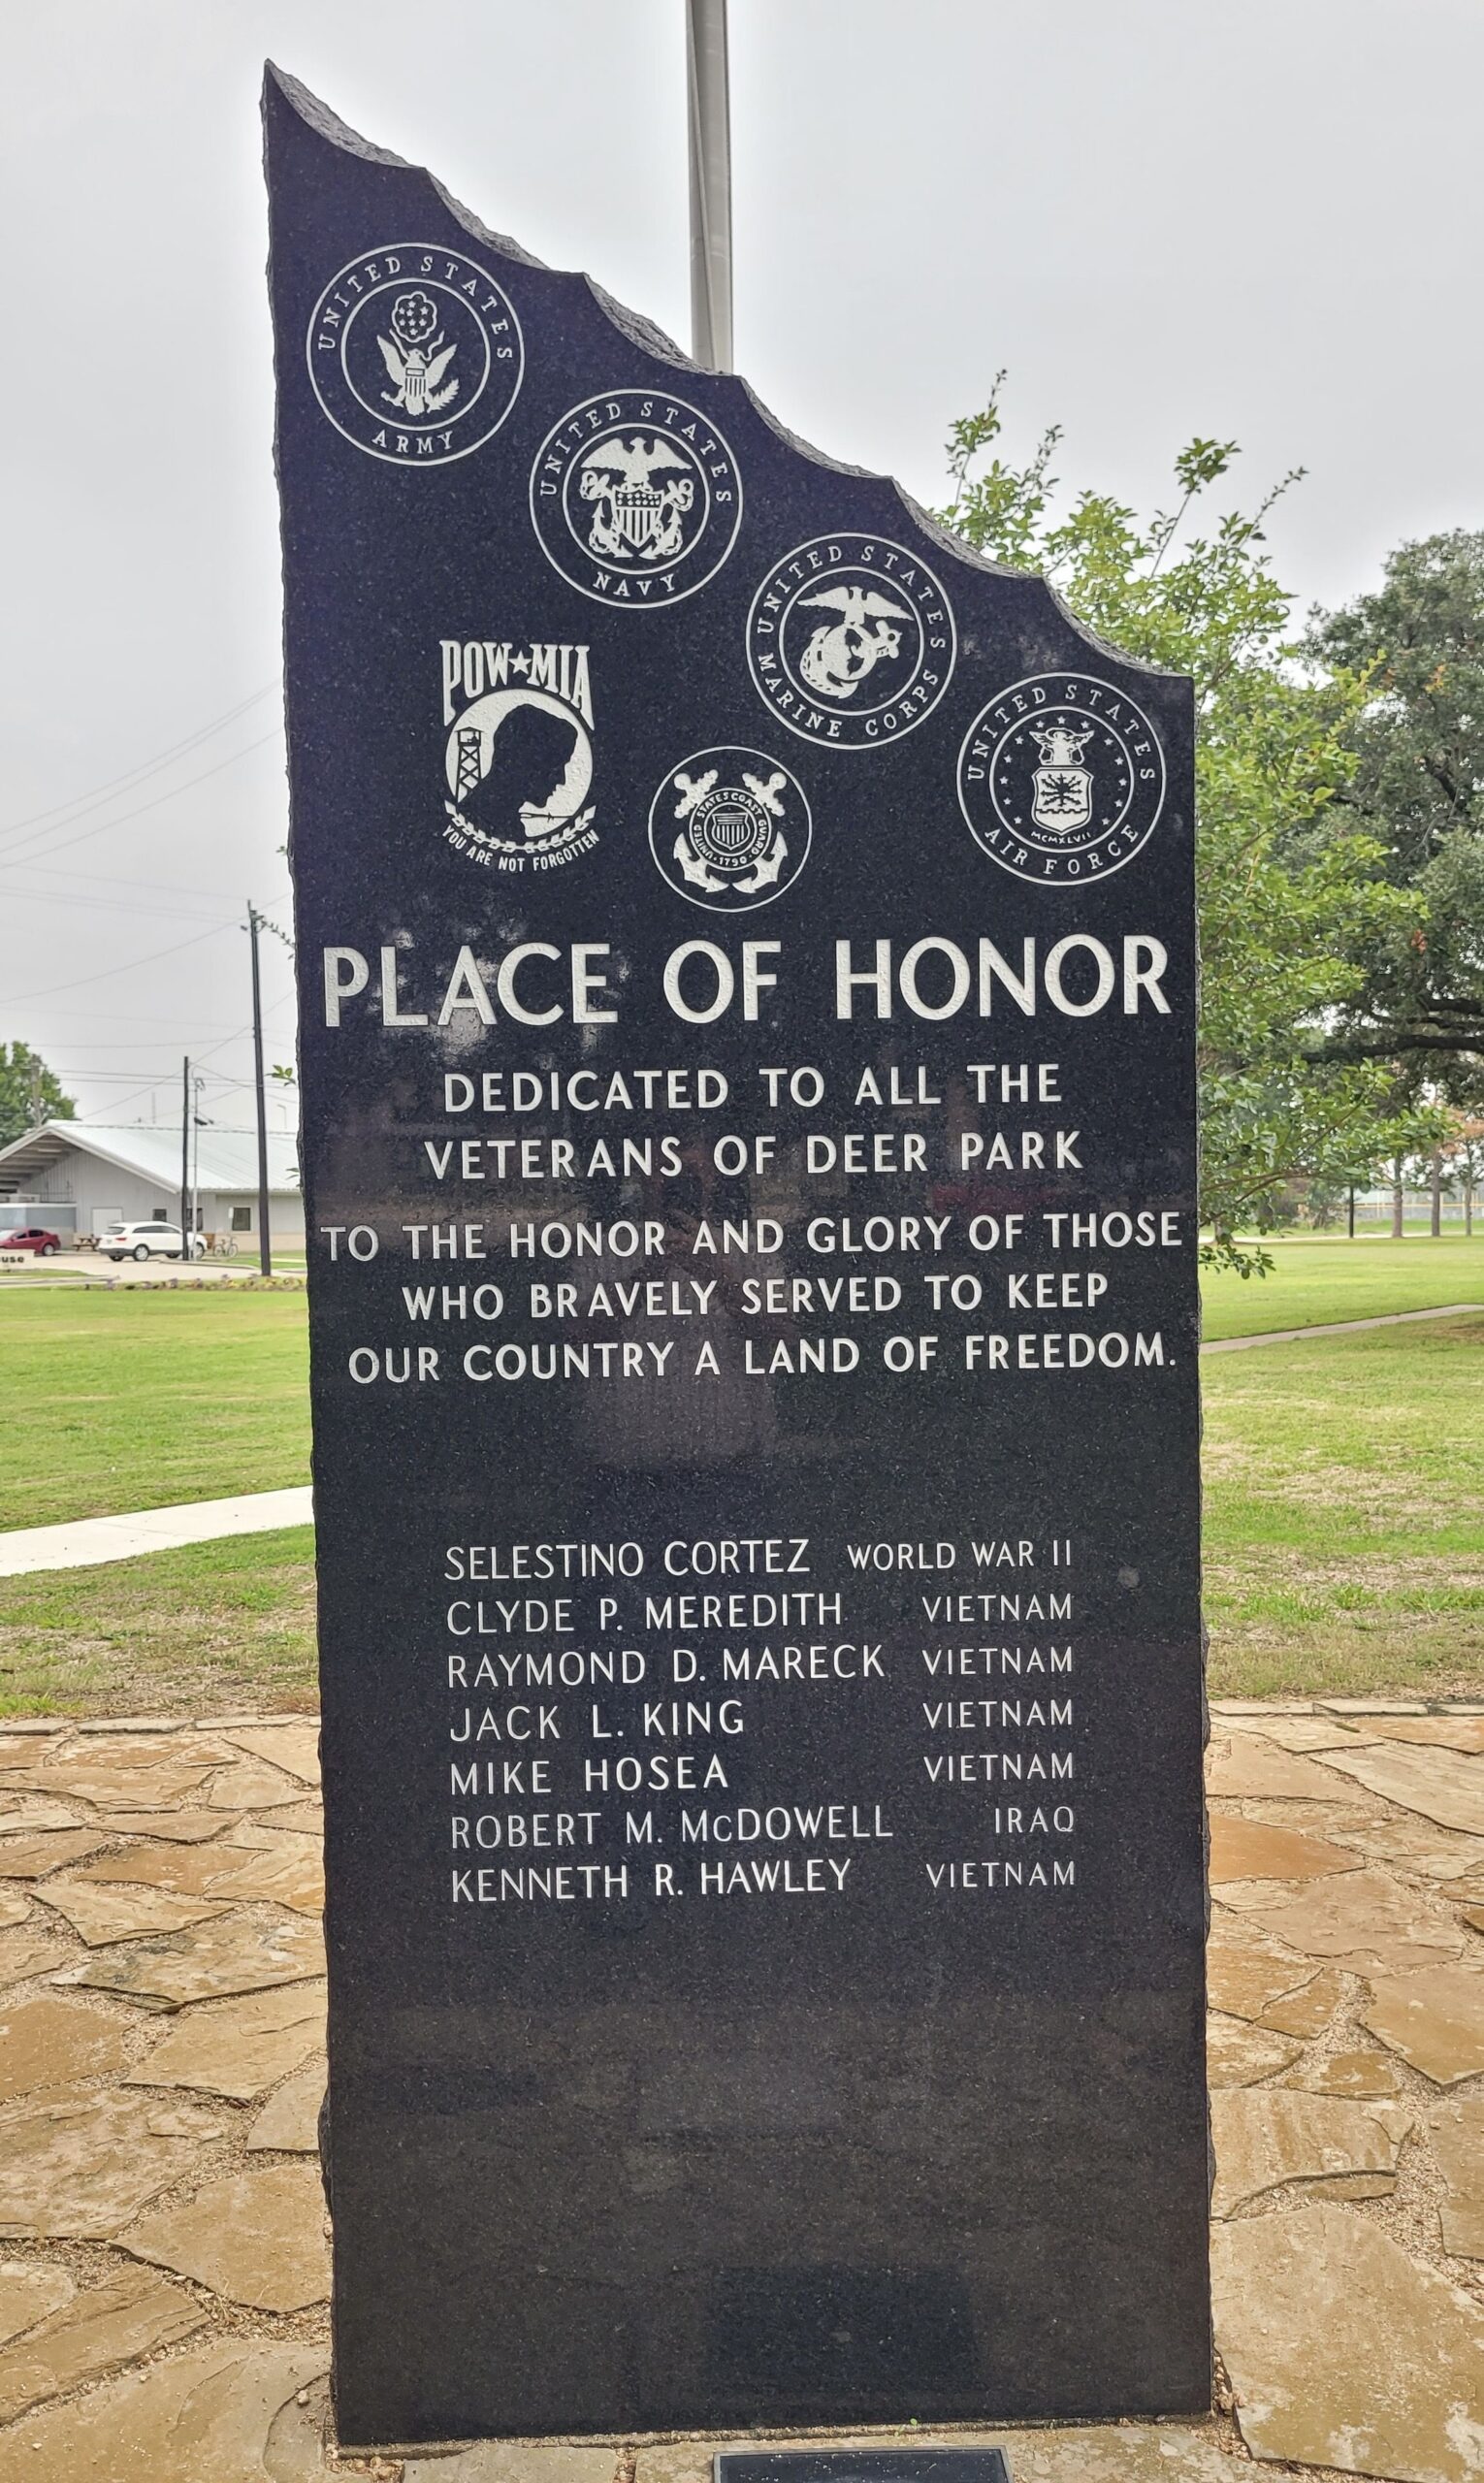 UNITED STATES
ARMY
UNITED STATES
NAVY
UNITED STATES
MARINE CORPS
POW★MIA
YOU ARE NOT FORGOTTEN
UNITED STATES COAST GUARD
1790
UNITED STATES
MCMXLVII
AIR FORCE
PLACE OF HONOR
DEDICATED TO ALL THE
VETERANS OF DEER PARK
TO THE HONOR AND GLORY OF THOSE
WHO BRAVELY SERVED TO KEEP
OUR COUNTRY A LAND OF FREEDOM.
SELESTINO CORTEZ WORLD WAR II
CLYDE P. MEREDITH VIETNAM
RAYMOND D. MARECK VIETNAM
JACK L. KING VIETNAM
MIKE HOSEA VIETNAM
ROBERT M. McDOWELL IRAQ
KENNETH R. HAWLEY VIETNAM